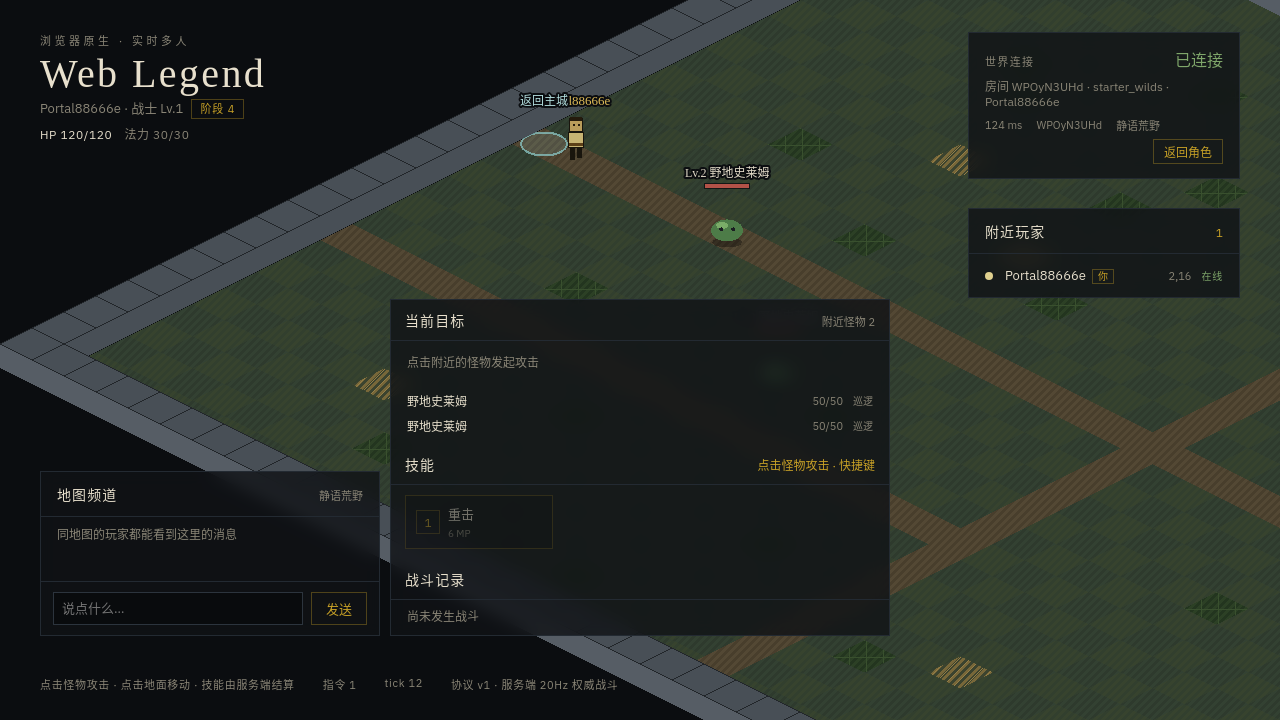 浏览器原生 · 实时多人
Web Legend
Portal88666e · 战士 Lv.1 阶段 4
HP 120/120 法力 30/30
返回主城 l88666e
Lv.2 野地史莱姆
世界连接 已连接
房间 WPOyN3UHd · starter_wilds ·
Portal88666e
124 ms WPOyN3UHd 静语荒野
返回角色
附近玩家 1
Portal88666e 你 2,16 在线
当前目标 附近怪物 2
点击附近的怪物发起攻击
野地史莱姆 50/50 巡逻
野地史莱姆 50/50 巡逻
技能 点击怪物攻击 · 快捷键
1 重击
6 MP
战斗记录
尚未发生战斗
地图频道 静语荒野
同地图的玩家都能看到这里的消息
说点什么... 发送
点击怪物攻击 · 点击地面移动 · 技能由服务端结算 指令 1 tick 12 协议 v1 · 服务端 20Hz 权威战斗